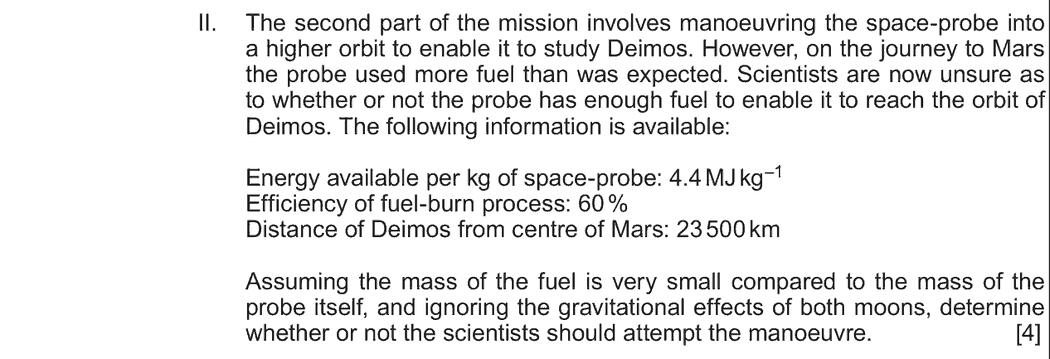 II. The second part of the mission involves manoeuvring the space-probe into
a higher orbit to enable it to study Deimos. However, on the journey to Mars
the probe used more fuel than was expected. Scientists are now unsure as
to whether or not the probe has enough fuel to enable it to reach the orbit of
Deimos. The following information is available:
Energy available per kg of space-probe: 4.4 MJ kg⁻¹
Efficiency of fuel-burn process: 60 %
Distance of Deimos from centre of Mars: 23 500 km
Assuming the mass of the fuel is very small compared to the mass of the
probe itself, and ignoring the gravitational effects of both moons, determine
whether or not the scientists should attempt the manoeuvre. [4]